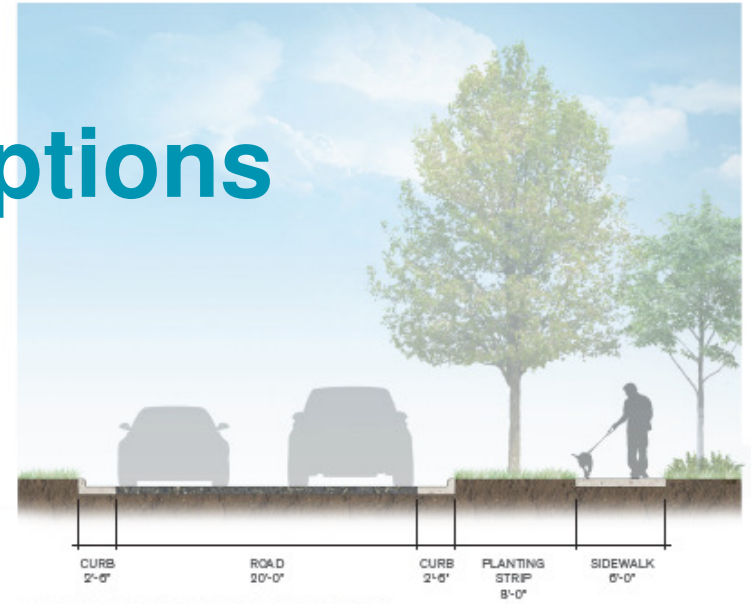 ptions
CURB
2'-6"
ROAD
20'-0"
CURB
2'-6"
PLANTING
STRIP
8'-0"
SIDEWALK
6'-0"